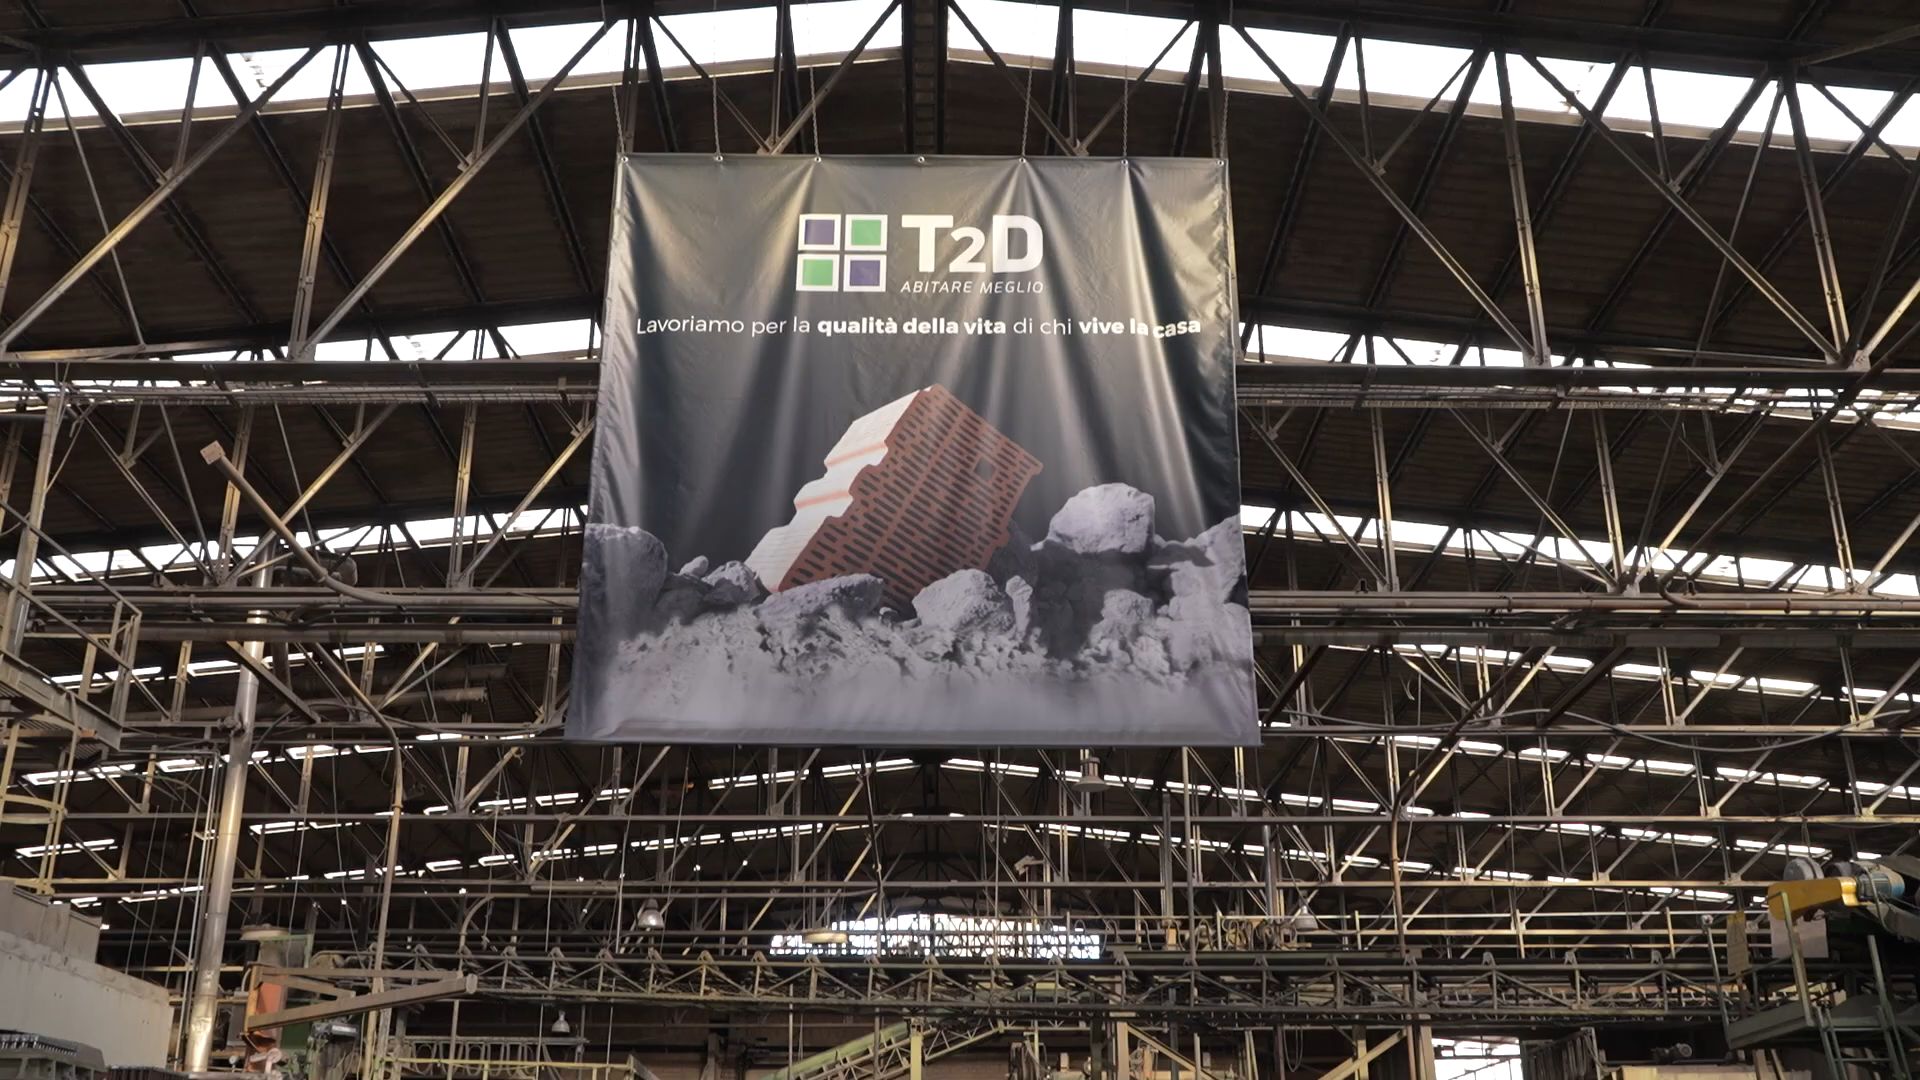 T2D
ABITARE MEGLIO
Lavoriamo per la qualità della vita di chi vive la casa